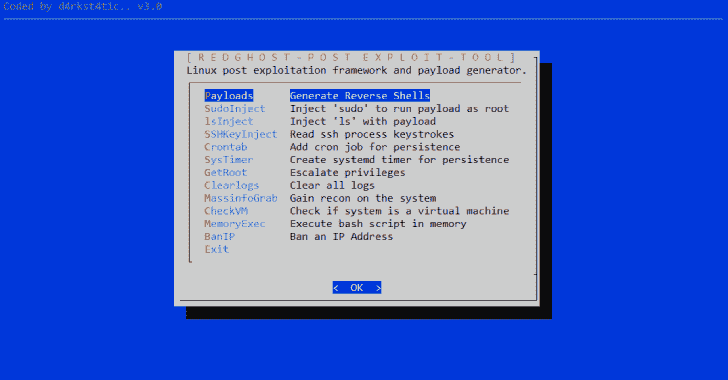 Coded by d4rkst4tic.. v3.0
[ R E D G H O S T - P O S T  E X P L O I T - T O O L ]
Linux post exploitation framework and payload generator.
Payloads Generate Reverse Shells
SudoInject Inject 'sudo' to run payload as root
lsInject Inject 'ls' with payload
SSHKeyInject Read ssh process keystrokes
Crontab Add cron job for persistence
SysTimer Create systemd timer for persistence
GetRoot Escalate privileges
Clearlogs Clear all logs
MassinfoGrab Gain recon on the system
CheckVM Check if system is a virtual machine
MemoryExec Execute bash script in memory
BanIP Ban an IP Address
Exit
< OK >